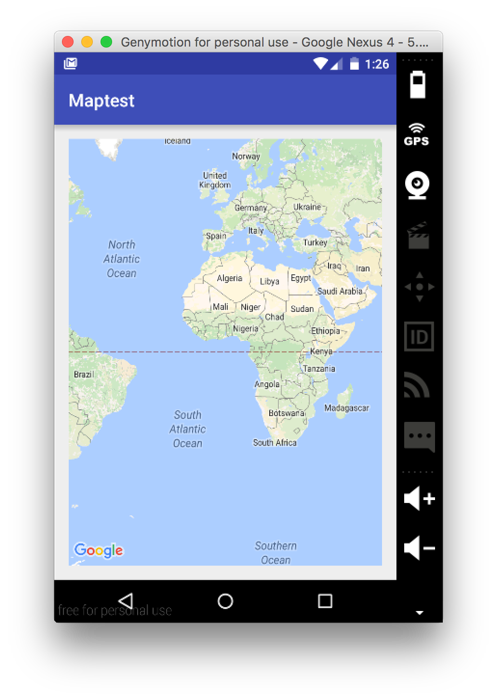 Genymotion for personal use - Google Nexus 4 - 5....
1:26
Maptest
GPS
Iceland
Norway
United
Kingdom
Germany
Ukraine
Spain
Italy
Turkey
North
Atlantic
Ocean
Iraq
Iran
Algeria
Libya
Egypt
Saudi Arabia
Mali
Niger
Chad
Sudan
Nigeria
Ethiopia
Kenya
Brazil
Tanzania
Angola
South
Atlantic
Ocean
Botswana
Madagascar
South Africa
ID
Google
Southern
Ocean
free for personal use